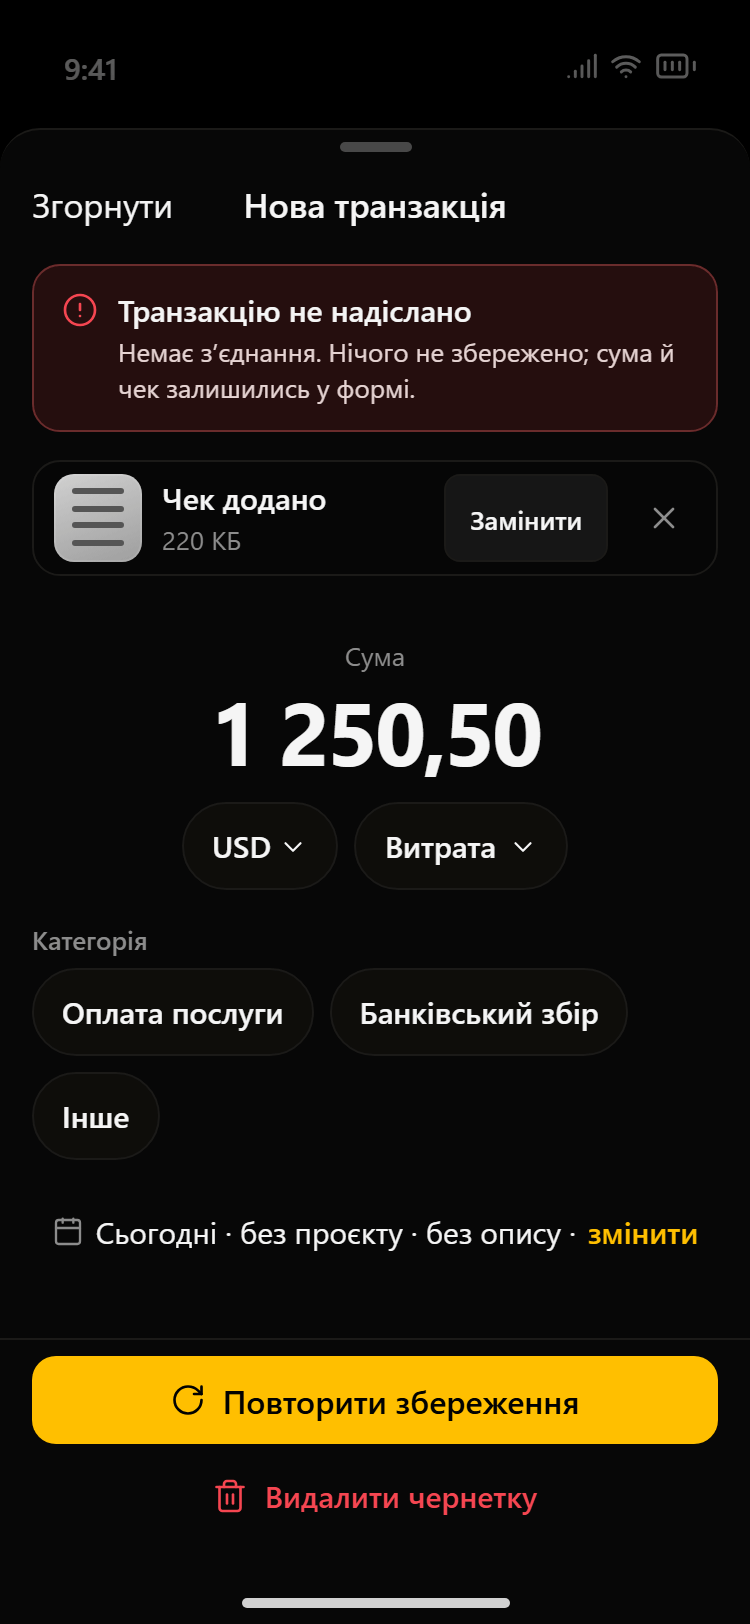 9:41
Згорнути
Нова транзакція
Транзакцію не надіслано
Немає з’єднання. Нічого не збережено; сума й
чек залишились у формі.
Чек додано
220 КБ
Замінити
Сума
1 250,50
USD
Витрата
Категорія
Оплата послуги
Банківський збір
Інше
Сьогодні · без проєкту · без опису · змінити
Повторити збереження
Видалити чернетку